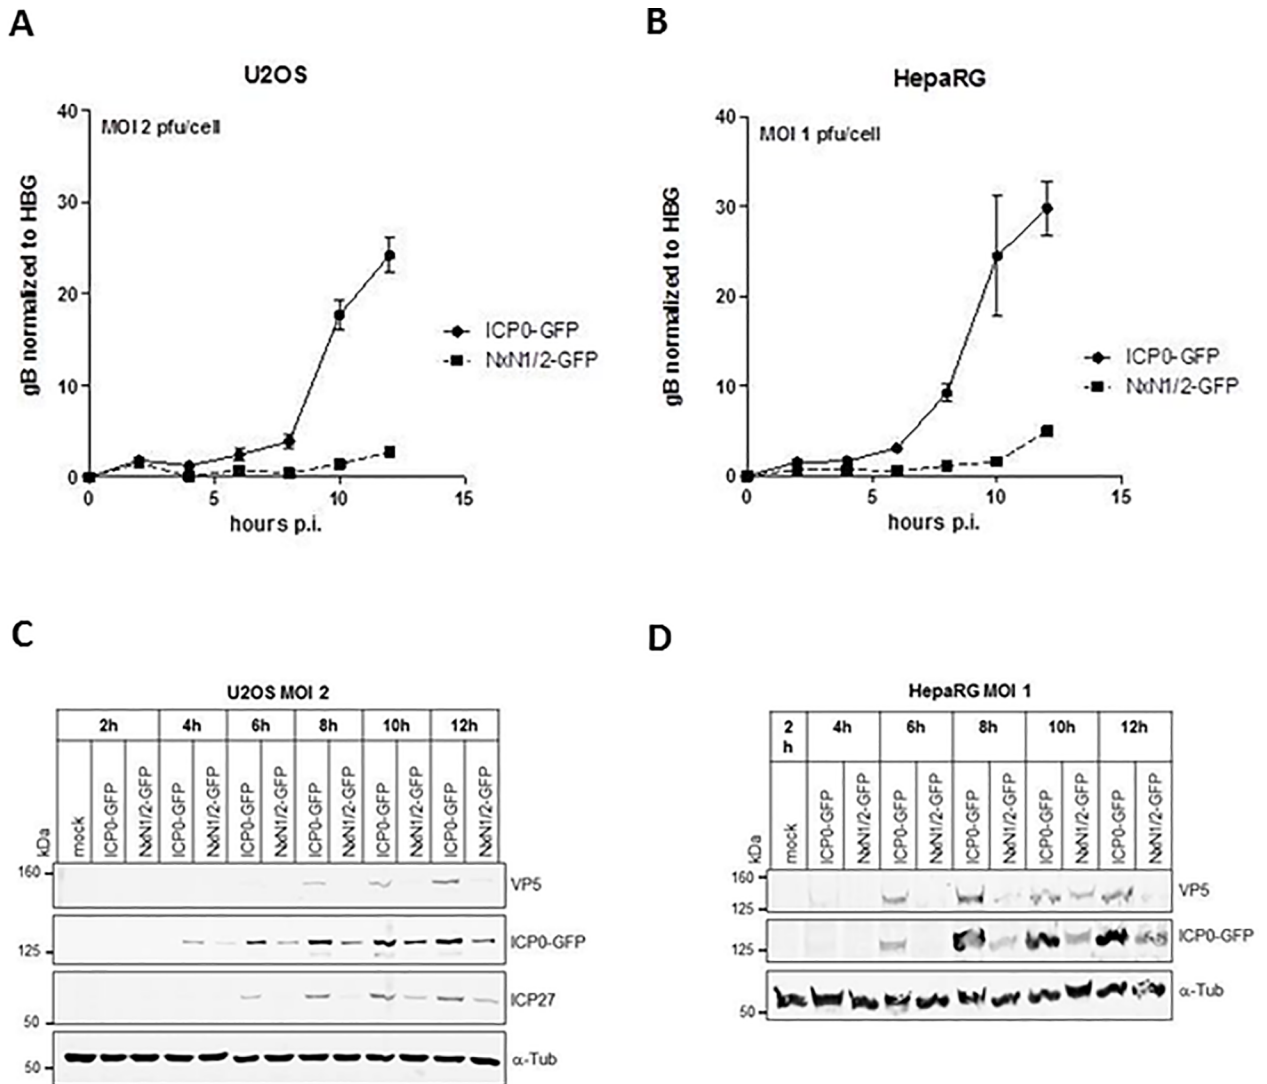 A
U2OS
MOI 2 pfu/cell
gB normalized to HBG
40
30
20
10
0
0 5 10 15
hours p.i.
ICP0-GFP
NxN1/2-GFP
B
HepaRG
MOI 1 pfu/cell
gB normalized to HBG
40
30
20
10
0
0 5 10 15
hours p.i.
ICP0-GFP
NxN1/2-GFP
C
U2OS MOI 2
2h 4h 6h 8h 10h 12h
kDa mock ICP0-GFP NxN1/2-GFP ICP0-GFP NxN1/2-GFP ICP0-GFP NxN1/2-GFP ICP0-GFP NxN1/2-GFP ICP0-GFP NxN1/2-GFP ICP0-GFP NxN1/2-GFP
160 VP5
125 ICP0-GFP
ICP27
50
50 α-Tub
D
HepaRG MOI 1
2 h 4h 6h 8h 10h 12h
kDa mock ICP0-GFP NxN1/2-GFP ICP0-GFP NxN1/2-GFP ICP0-GFP NxN1/2-GFP ICP0-GFP NxN1/2-GFP ICP0-GFP NxN1/2-GFP
160 VP5
125
125 ICP0-GFP
50 α-Tub